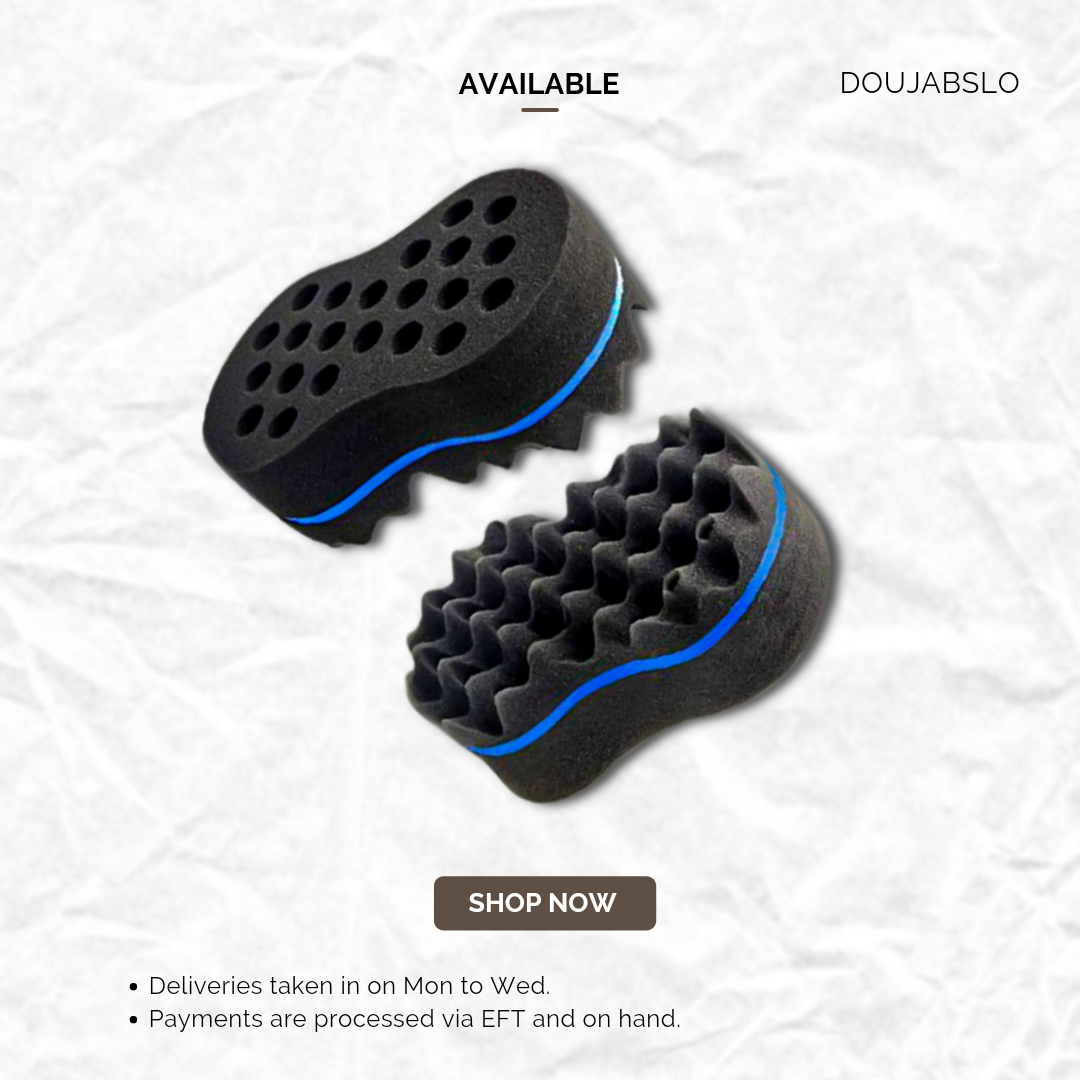 AVAILABLE
DOUJABSLO
SHOP NOW
• Deliveries taken in on Mon to Wed.
• Payments are processed via EFT and on hand.